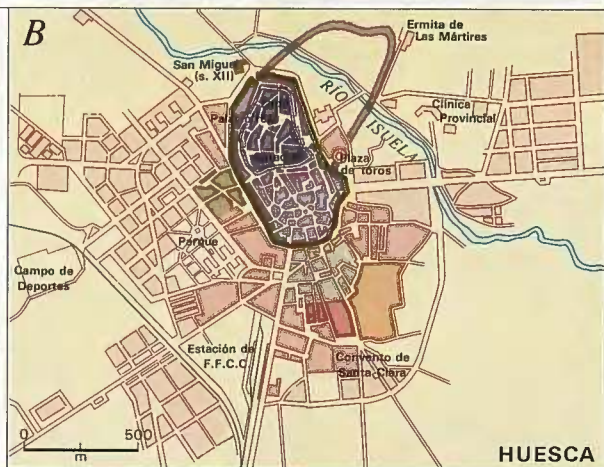 B
Ermita de
Las Mártires
San Miguel
(s. XII)
RÍO
ISUELA
Clínica
Provincial
Plaza
de toros
Parque
Campo de
Deportes
Estación de
F.F.C.C.
Convento de
Santa Clara
0 500
m
HUESCA